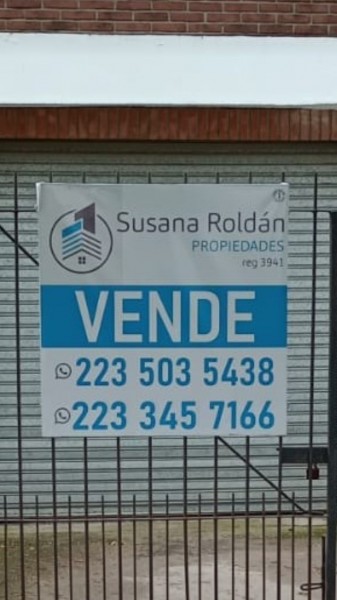 Susana Roldán
PROPIEDADES
reg 3941
VENDE
223 503 5438
223 345 7166